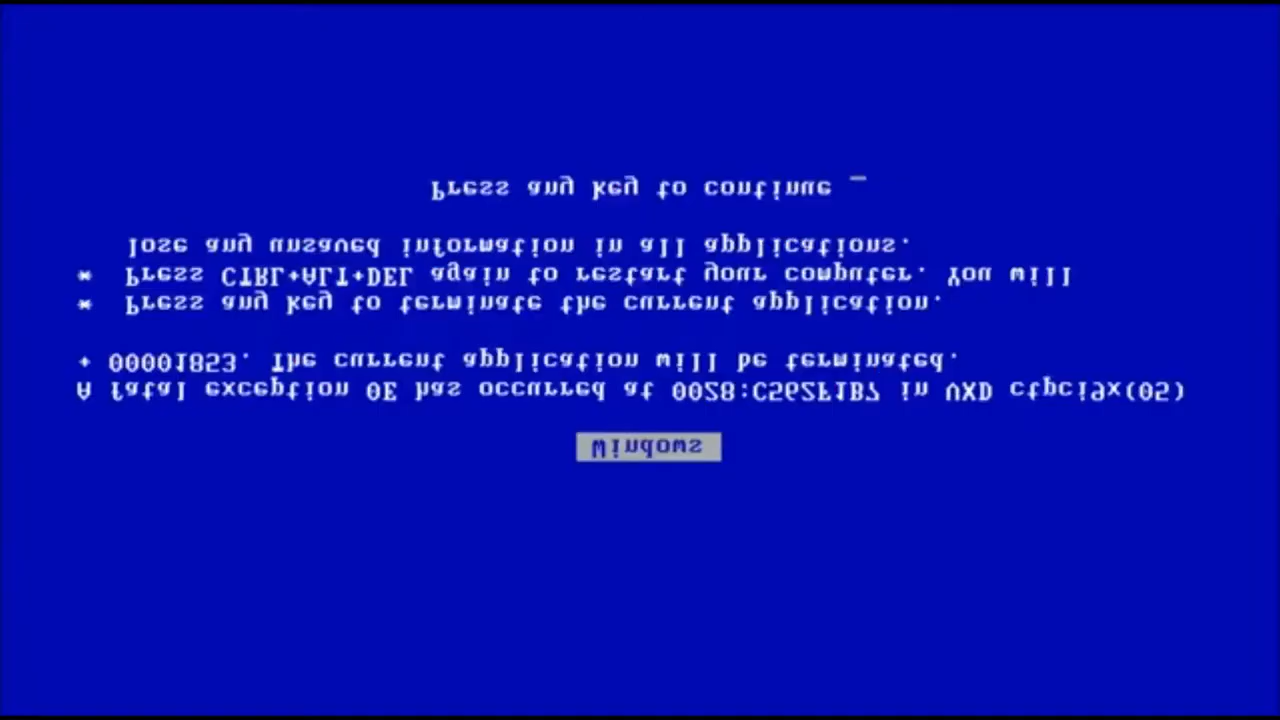 Windows
A fatal exception 0E has occurred at 0028:C562F1B7 in VXD ctpci9x(05)
+ 00001853. The current application will be terminated.
* Press any key to terminate the current application.
* Press CTRL+ALT+DEL again to restart your computer. You will
lose any unsaved information in all applications.
Press any key to continue _